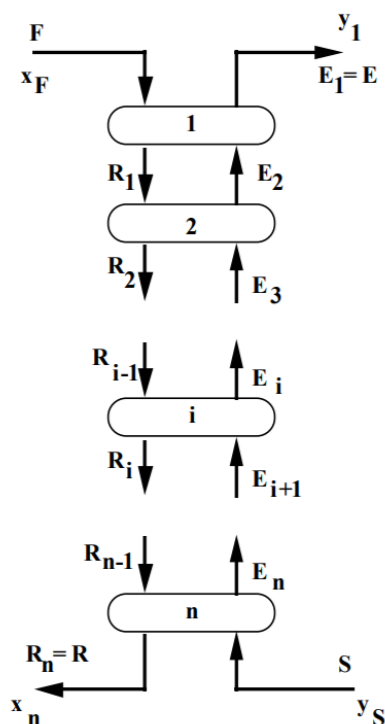 F
y1
xF
E1 = E
1
R1
E2
2
R2
E3
Ri-1
Ei
i
Ri
Ei+1
Rn-1
En
n
Rn = R
S
xn
yS